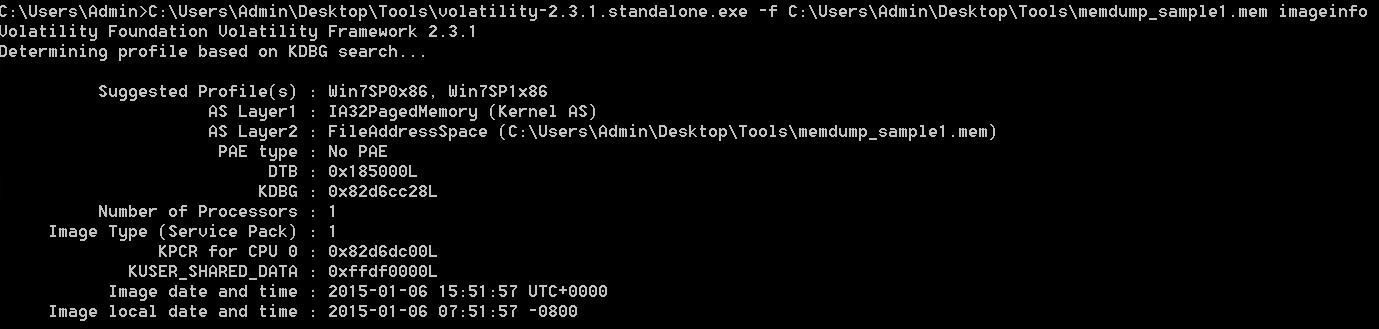 C:\Users\Admin>C:\Users\Admin\Desktop\Tools\volatility-2.3.1.standalone.exe -f C:\Users\Admin\Desktop\Tools\memdump_sample1.mem imageinfo
Volatility Foundation Volatility Framework 2.3.1
Determining profile based on KDBG search...
Suggested Profile(s) : Win7SP0x86, Win7SP1x86
AS Layer1 : IA32PagedMemory (Kernel AS)
AS Layer2 : FileAddressSpace (C:\Users\Admin\Desktop\Tools\memdump_sample1.mem)
PAE type : No PAE
DTB : 0x185000L
KDBG : 0x82d6cc28L
Number of Processors : 1
Image Type (Service Pack) : 1
KPCR for CPU 0 : 0x82d6dc00L
KUSER_SHARED_DATA : 0xffdf0000L
Image date and time : 2015-01-06 15:51:57 UTC+0000
Image local date and time : 2015-01-06 07:51:57 -0800